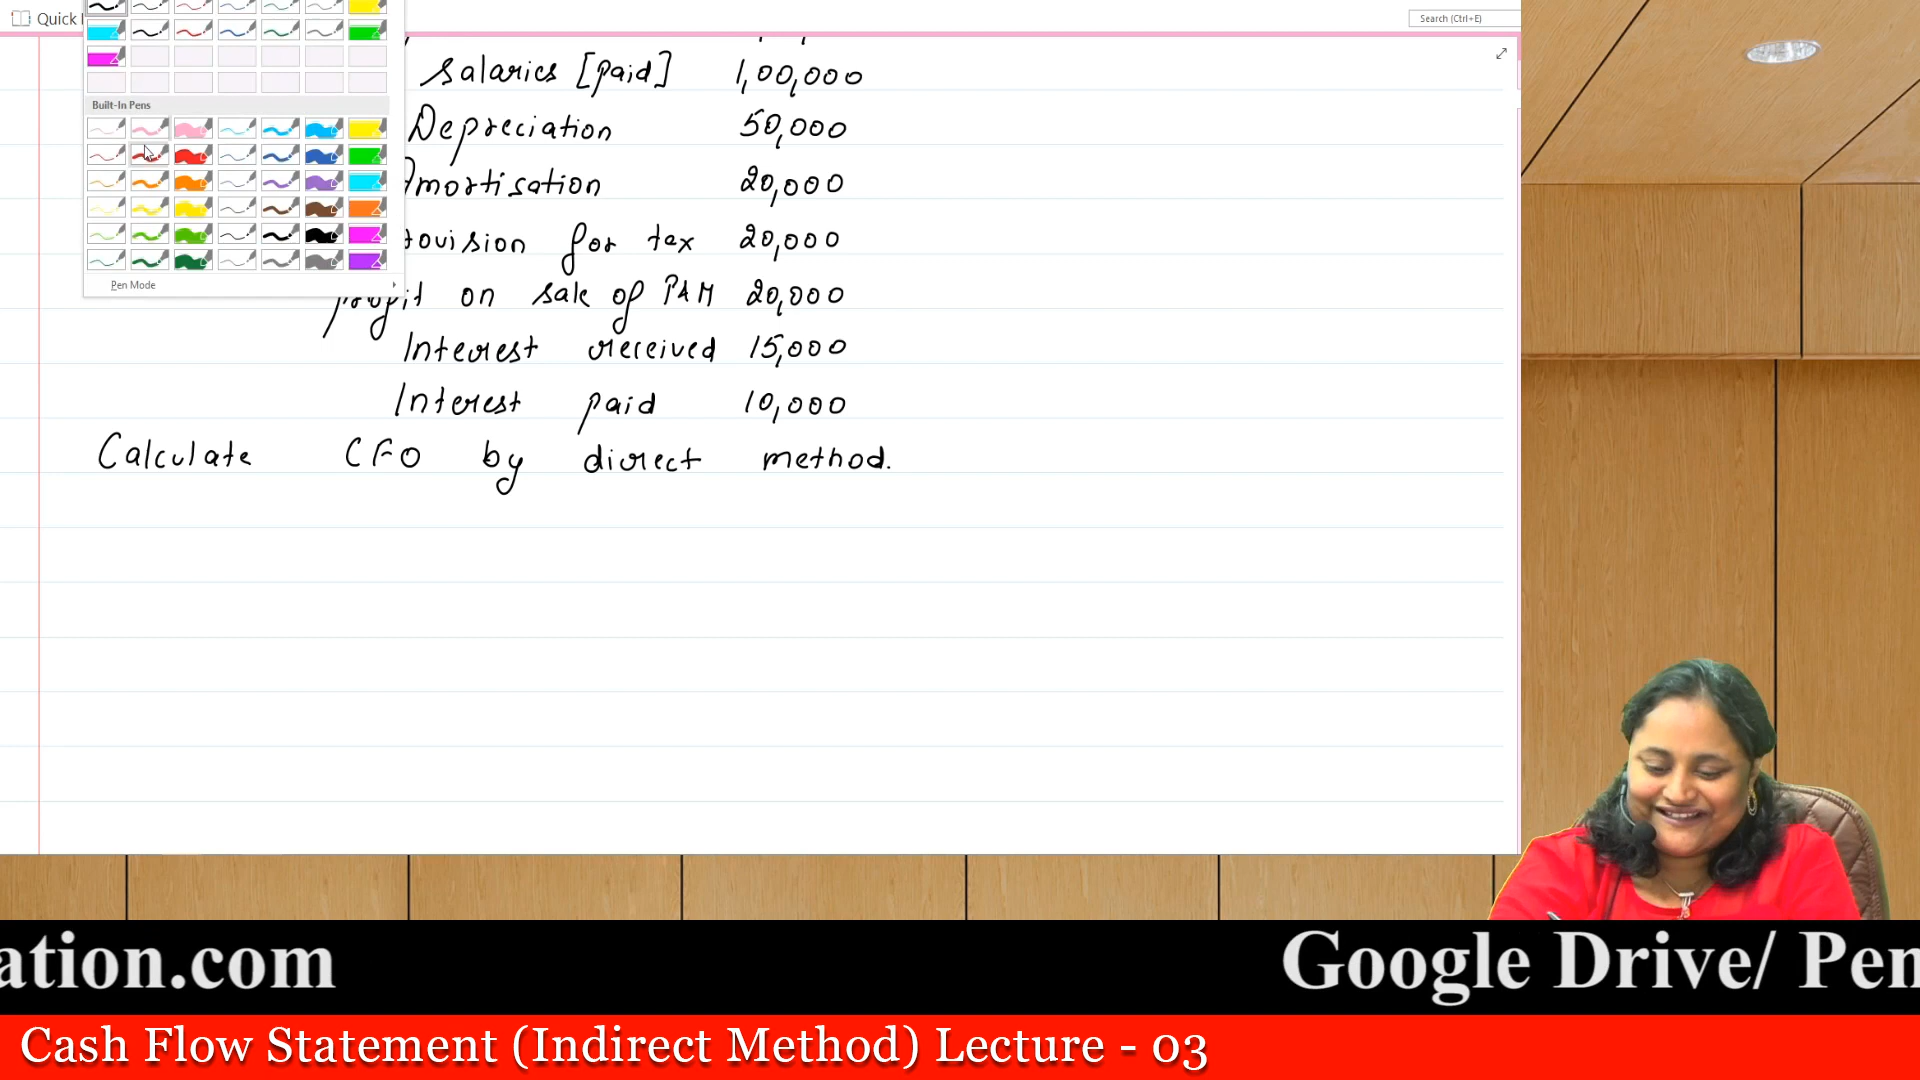 Quick
Search (Ctrl+E)
Built-In Pens
Pen Mode
Salaries [paid] 1,00,000
Depreciation 50,000
Amortisation 20,000
rovision for tax 20,000
profit on sale of P&M 20,000
Interest received 15,000
Interest paid 10,000
Calculate CFO by direct method.
ation.com Google Drive/ Pen
Cash Flow Statement (Indirect Method) Lecture - 03